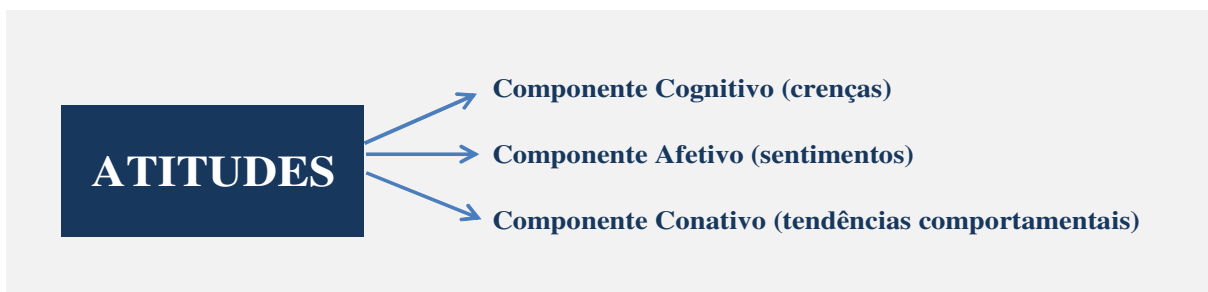 Componente Cognitivo (crenças)
ATITUDES
Componente Afetivo (sentimentos)
Componente Conativo (tendências comportamentais)